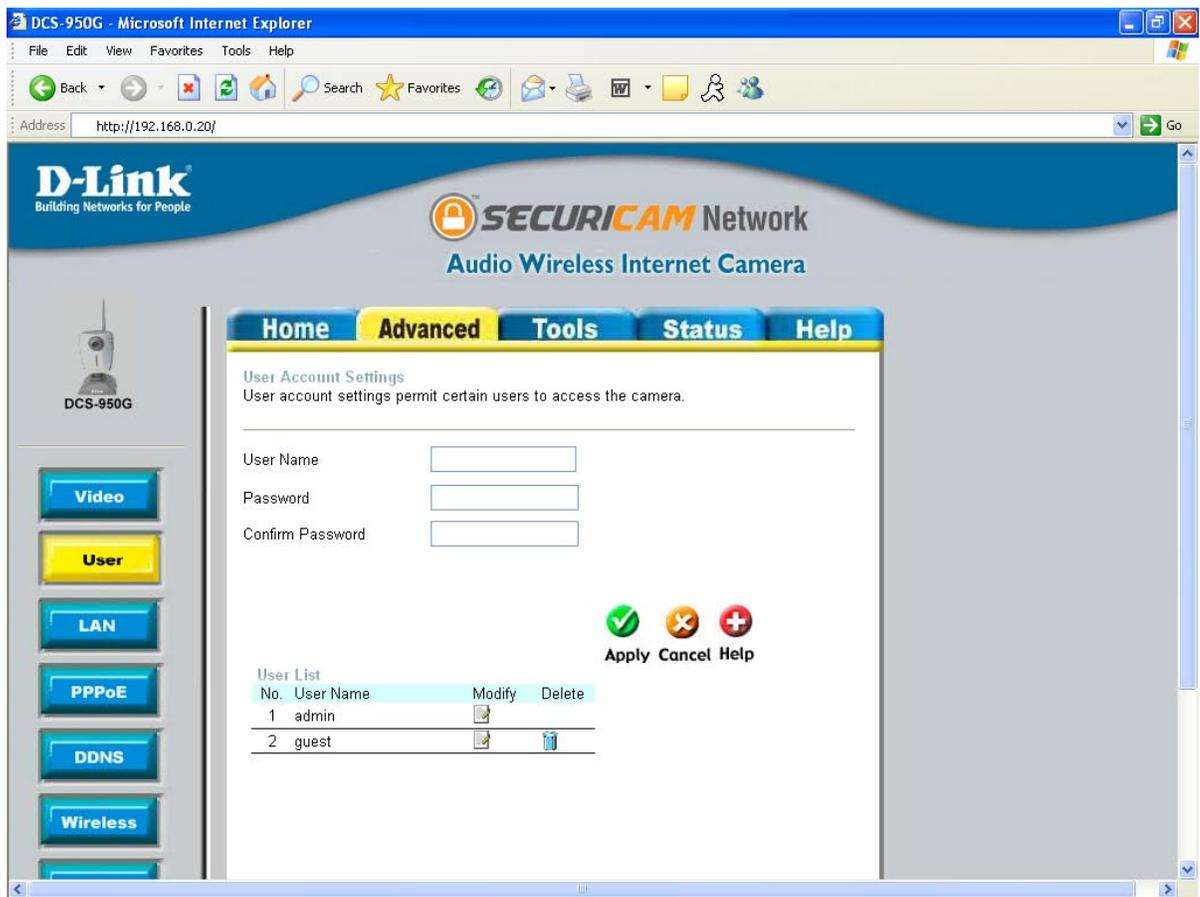 DCS-950G - Microsoft Internet Explorer
File Edit View Favorites Tools Help
Back Search Favorites
Address http://192.168.0.20/ Go
D-Link
Building Networks for People
SECURICAM Network
™
Audio Wireless Internet Camera
DCS-950G
Home Advanced Tools Status Help
User Account Settings
User account settings permit certain users to access the camera.
User Name
Password
Confirm Password
Apply Cancel Help
Video
User
LAN
PPPoE
DDNS
Wireless
User List
No. User Name Modify Delete
1 admin
2 guest